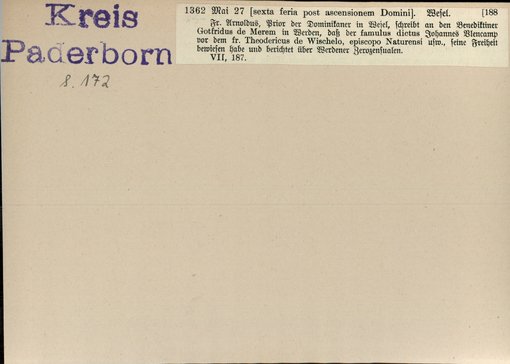 Kreis
Paderborn
S. 172
1362 Mai 27 [sexta feria post ascensionem Domini]. Wesel. [188
Fr. Arnoldus, Prior der Dominikaner in Wesel, schreibt an den Benediktiner
Gotfridus de Merem in Werden, daß der famulus dictus Johannes Vlencamp
vor dem fr. Theodericus de Wischelo, episcopo Naturensi usw., seine Freiheit
bewiesen habe und berichtet über Werdener Zerozensualen.
VII, 187.